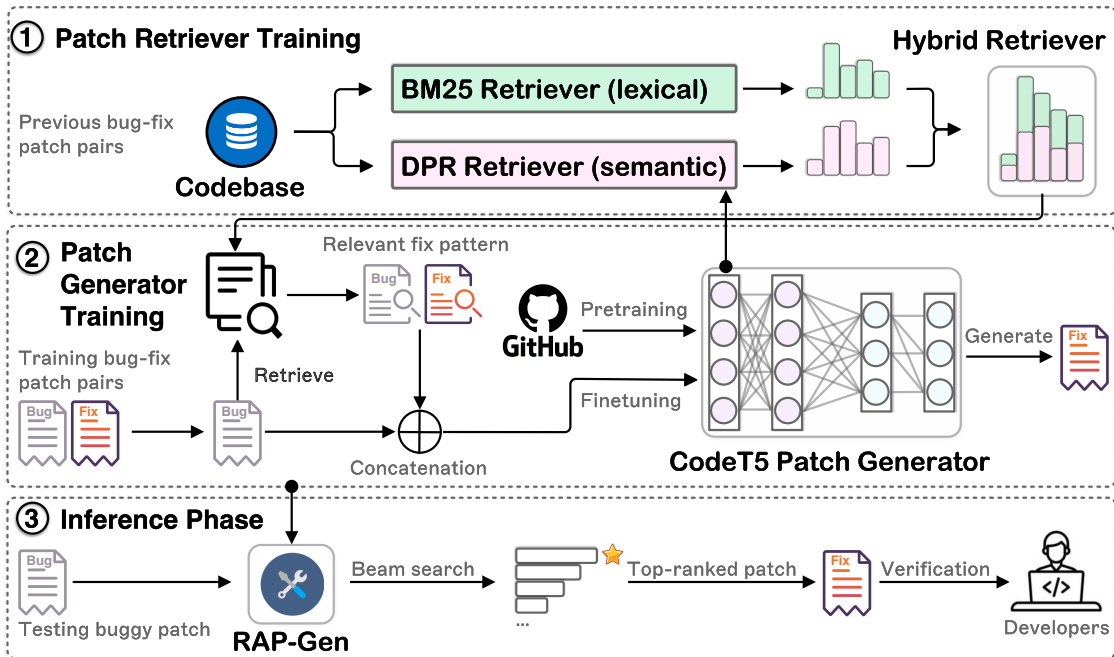 1 Patch Retriever Training
Hybrid Retriever
BM25 Retriever (lexical)
Previous bug-fix
patch pairs
Codebase
DPR Retriever (semantic)
2 Patch
Generator
Training
Relevant fix pattern
Bug
Fix
GitHub
Pretraining
Generate
Fix
Training bug-fix
patch pairs
Retrieve
Finetuning
Bug
Fix
Bug
Concatenation
CodeT5 Patch Generator
3 Inference Phase
Bug
Beam search
Top-ranked patch
Fix
Verification
</>
...
Testing buggy patch
RAP-Gen
Developers